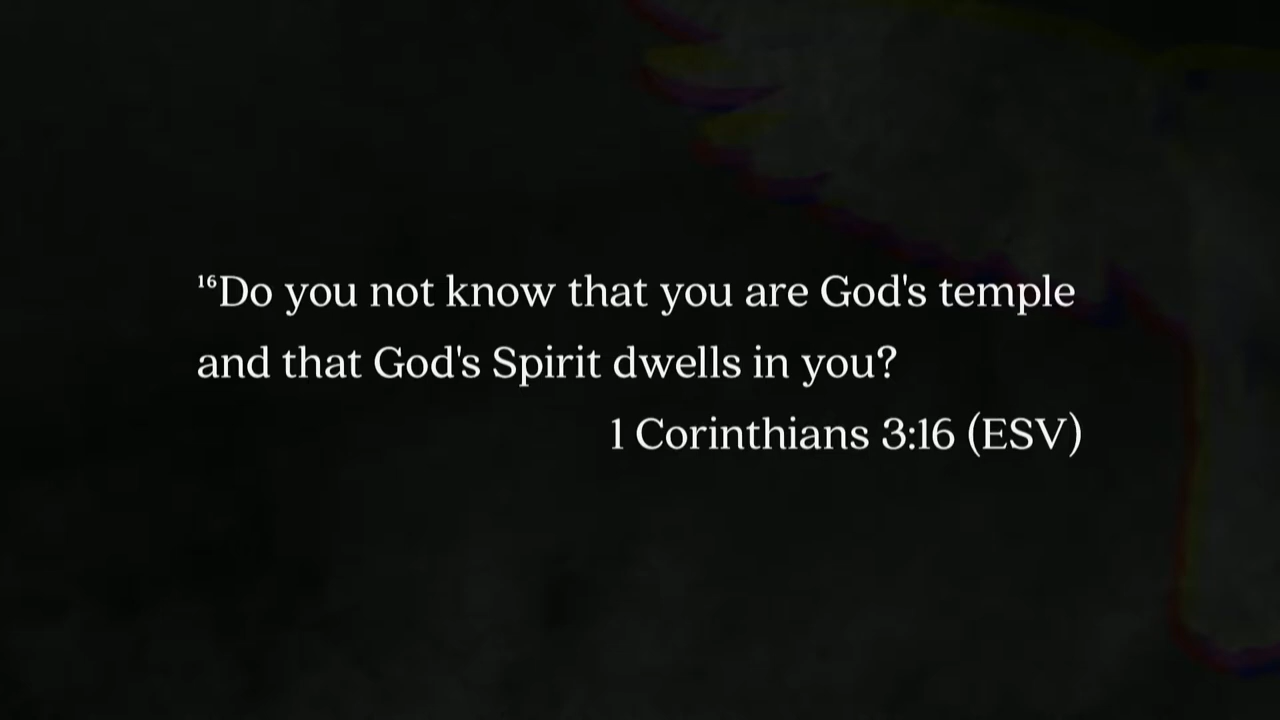 ¹⁶Do you not know that you are God's temple
and that God's Spirit dwells in you?
1 Corinthians 3:16 (ESV)